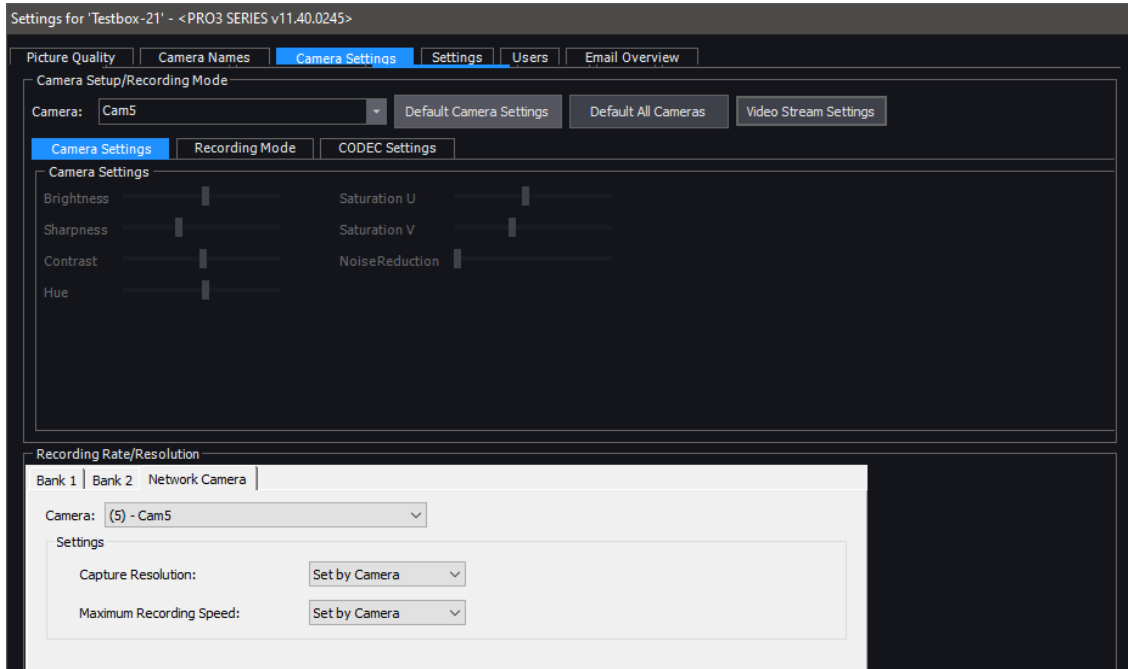 Settings for 'Testbox-21' - <PRO3 SERIES v11.40.0245>
Picture Quality Camera Names Camera Settings Settings Users Email Overview
Camera Setup/Recording Mode
Camera: Cam5 Default Camera Settings Default All Cameras Video Stream Settings
Camera Settings Recording Mode CODEC Settings
Camera Settings
Brightness Saturation U
Sharpness Saturation V
Contrast NoiseReduction
Hue
Recording Rate/Resolution
Bank 1 Bank 2 Network Camera
Camera: (5) - Cam5
Settings
Capture Resolution: Set by Camera
Maximum Recording Speed: Set by Camera